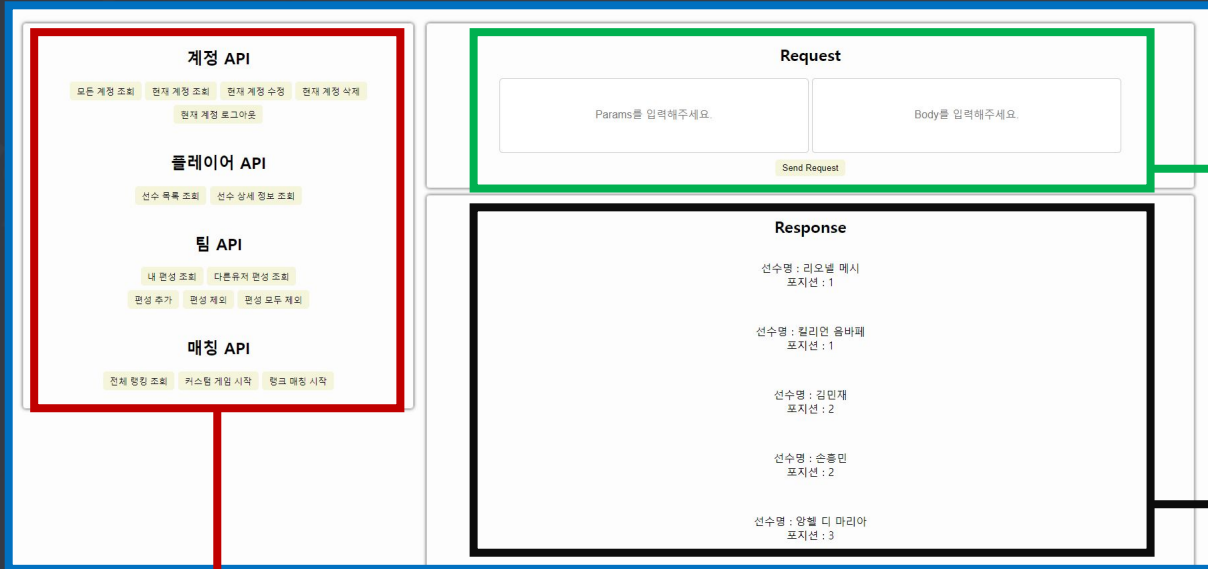 계정 API
모든 계정 조회 현재 계정 조회 현재 계정 수정 현재 계정 삭제
현재 계정 로그아웃
플레이어 API
선수 목록 조회 선수 상세 정보 조회
팀 API
내 편성 조회 다른유저 편성 조회
편성 추가 편성 제외 편성 모두 제외
매칭 API
전체 랭킹 조회 커스텀 게임 시작 랭크 매칭 시작
Request
Params를 입력해주세요. Body를 입력해주세요.
Send Request
Response
선수명 : 리오넬 메시
포지션 : 1
선수명 : 킬리언 음바페
포지션 : 1
선수명 : 김민재
포지션 : 2
선수명 : 손흥민
포지션 : 2
선수명 : 앙헬 디 마리아
포지션 : 3